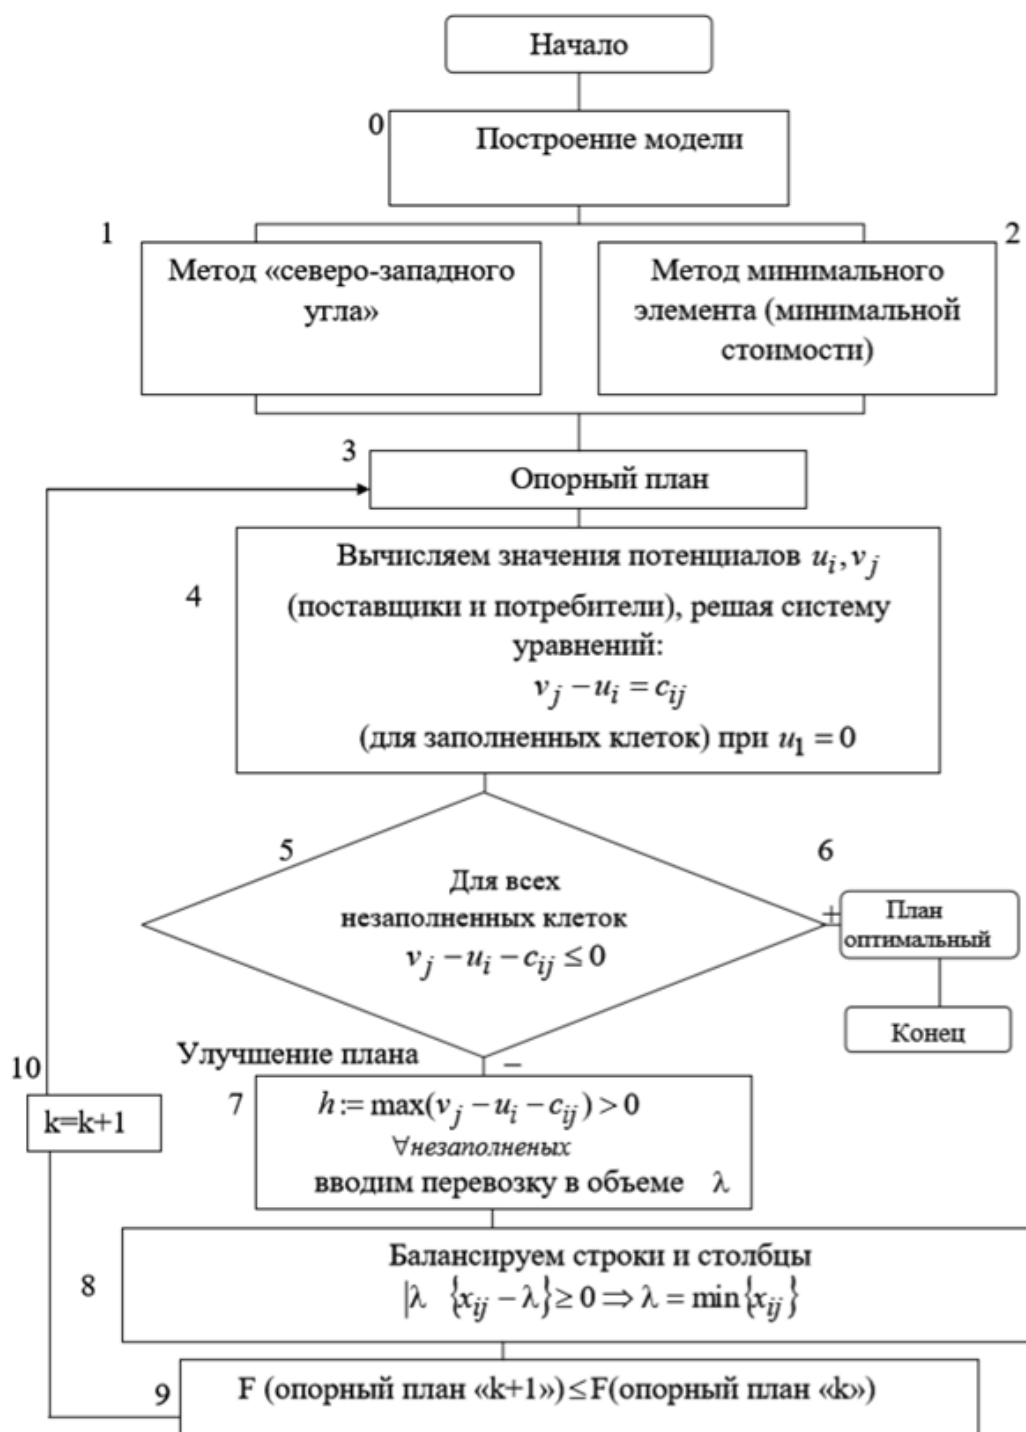 Начало
0
Построение модели
1
Метод «северо-западного
угла»
2
Метод минимального
элемента (минимальной
стоимости)
3
Опорный план
4
Вычисляем значения потенциалов u_i, v_j
(поставщики и потребители), решая систему
уравнений:
v_j − u_i = c_ij
(для заполненных клеток) при u_1 = 0
5
Для всех
незаполненных клеток
v_j − u_i − c_ij ≤ 0
6
+
План
оптимальный
Конец
Улучшение плана
−
7
h := max(v_j − u_i − c_ij) > 0
∀незаполненых
вводим перевозку в объеме λ
8
Балансируем строки и столбцы
|λ {x_ij − λ} ≥ 0 ⇒ λ = min{x_ij}
9
F (опорный план «k+1») ≤ F(опорный план «k»)
10
k=k+1